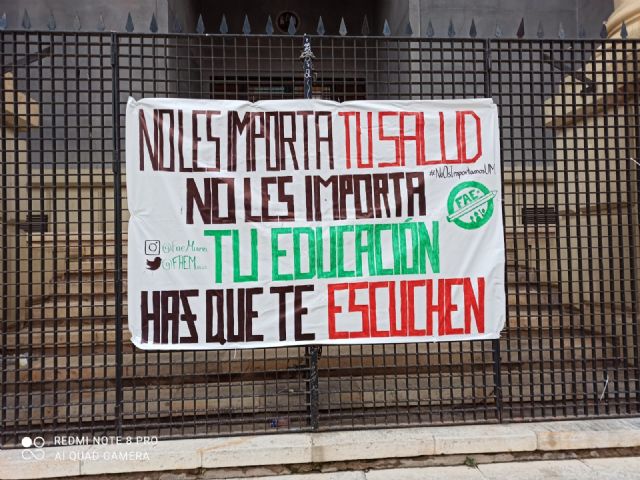 NO LES IMPORTA TU SALUD
#NoOsImportamosUM
NO LES IMPORTA
FAE
TU EDUCACIÓN
HAZ QUE TE ESCUCHEN
REDMI NOTE 8 PRO
AI QUAD CAMERA